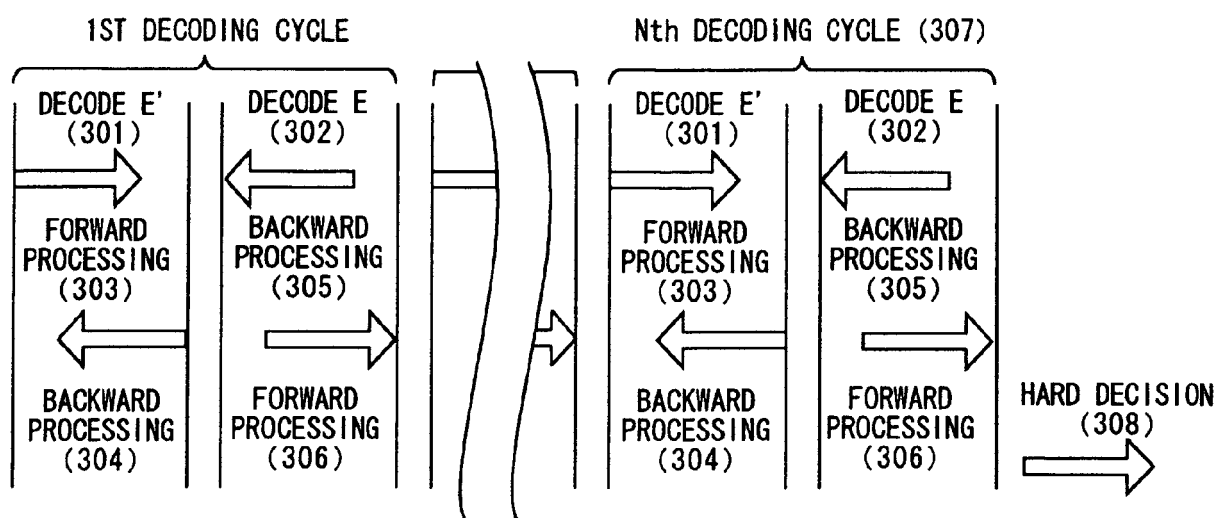 1ST DECODING CYCLE
Nth DECODING CYCLE (307)
DECODE E'
(301)
DECODE E
(302)
FORWARD
PROCESSING
(303)
BACKWARD
PROCESSING
(305)
BACKWARD
PROCESSING
(304)
FORWARD
PROCESSING
(306)
DECODE E'
(301)
DECODE E
(302)
FORWARD
PROCESSING
(303)
BACKWARD
PROCESSING
(305)
BACKWARD
PROCESSING
(304)
FORWARD
PROCESSING
(306)
HARD DECISION
(308)